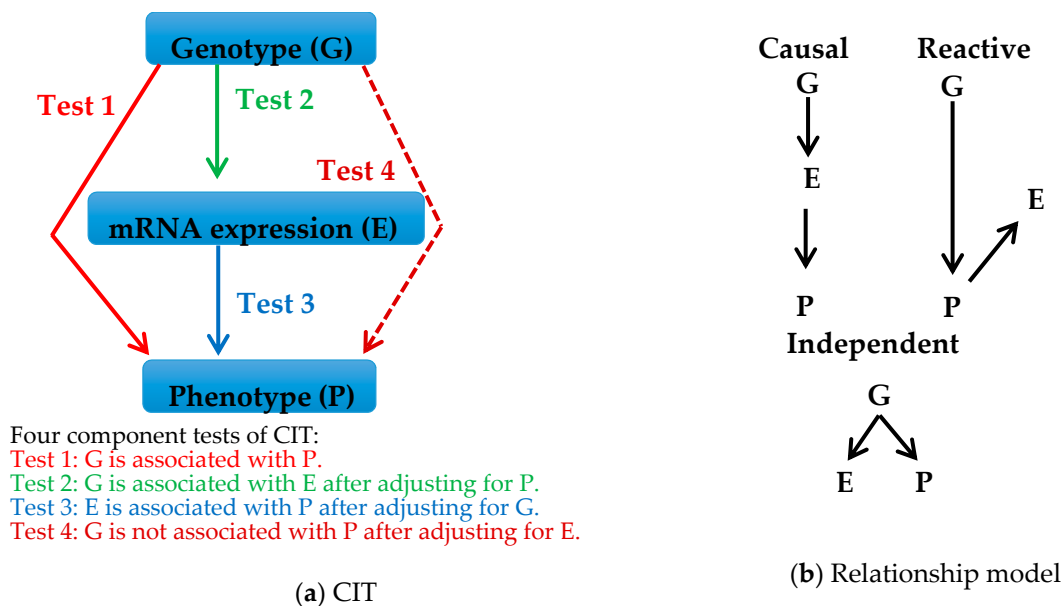 Genotype (G)
Test 1
Test 2
Test 4
mRNA expression (E)
Test 3
Phenotype (P)
Four component tests of CIT:
Test 1: G is associated with P.
Test 2: G is associated with E after adjusting for P.
Test 3: E is associated with P after adjusting for G.
Test 4: G is not associated with P after adjusting for E.
(a) CIT
Causal
G
E
P
Reactive
G
E
P
Independent
G
E
P
(b) Relationship model